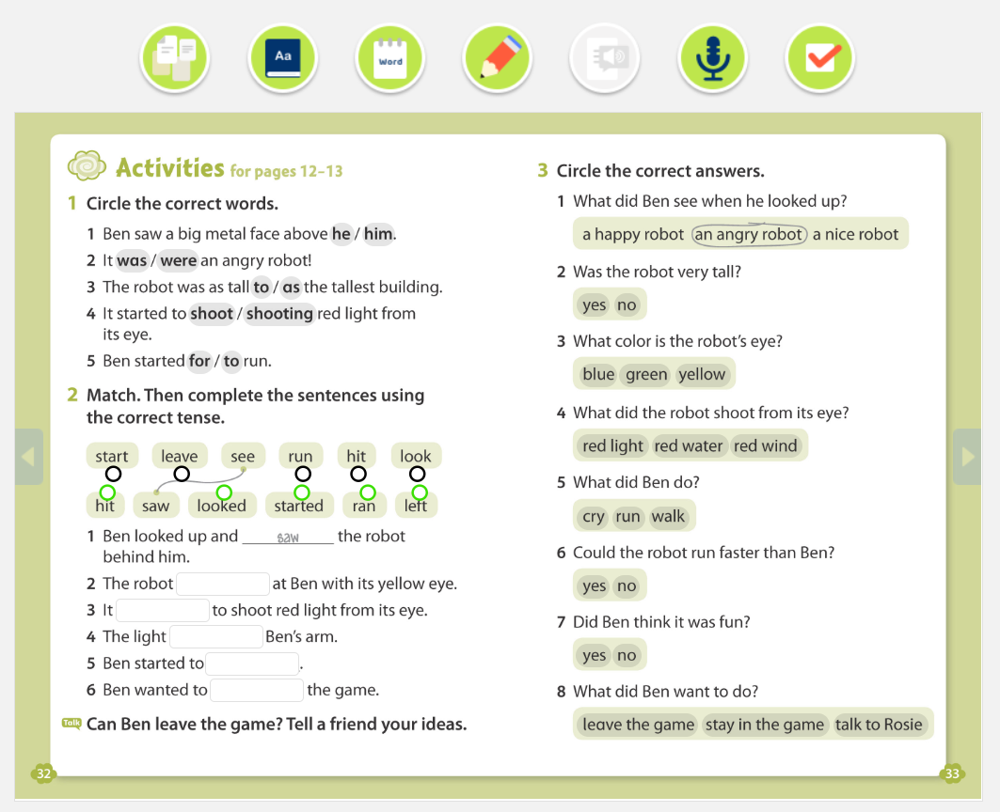 Aa
Word
Activities for pages 12–13
1 Circle the correct words.
1 Ben saw a big metal face above he / him.
2 It was / were an angry robot!
3 The robot was as tall to / as the tallest building.
4 It started to shoot / shooting red light from
its eye.
5 Ben started for / to run.
2 Match. Then complete the sentences using
the correct tense.
start leave see run hit look
hit saw looked started ran left
1 Ben looked up and saw the robot
behind him.
2 The robot at Ben with its yellow eye.
3 It to shoot red light from its eye.
4 The light Ben's arm.
5 Ben started to .
6 Ben wanted to the game.
Talk Can Ben leave the game? Tell a friend your ideas.
32
3 Circle the correct answers.
1 What did Ben see when he looked up?
a happy robot an angry robot a nice robot
2 Was the robot very tall?
yes no
3 What color is the robot's eye?
blue green yellow
4 What did the robot shoot from its eye?
red light red water red wind
5 What did Ben do?
cry run walk
6 Could the robot run faster than Ben?
yes no
7 Did Ben think it was fun?
yes no
8 What did Ben want to do?
leave the game stay in the game talk to Rosie
33